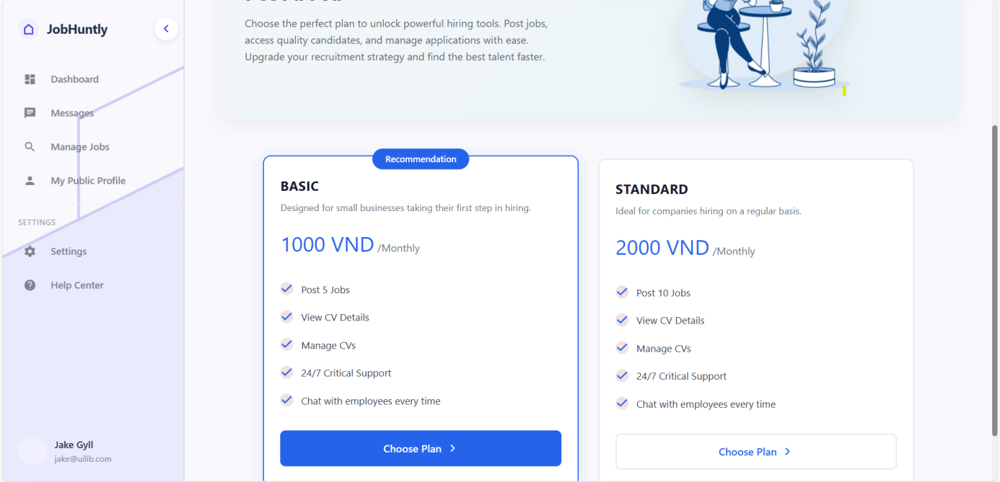 JobHuntly
Dashboard
Messages
Manage Jobs
My Public Profile
SETTINGS
Settings
Help Center
Jake Gyll
jake@uilib.com
Choose the perfect plan to unlock powerful hiring tools. Post jobs,
access quality candidates, and manage applications with ease.
Upgrade your recruitment strategy and find the best talent faster.
Recommendation
BASIC
Designed for small businesses taking their first step in hiring.
1000 VND /Monthly
Post 5 Jobs
View CV Details
Manage CVs
24/7 Critical Support
Chat with employees every time
Choose Plan
STANDARD
Ideal for companies hiring on a regular basis.
2000 VND /Monthly
Post 10 Jobs
View CV Details
Manage CVs
24/7 Critical Support
Chat with employees every time
Choose Plan